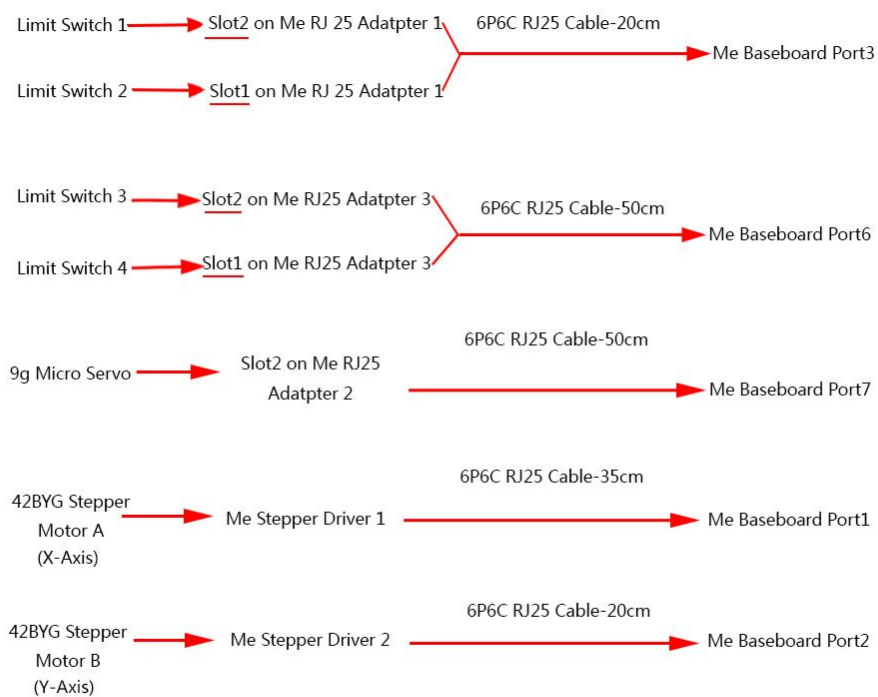 Limit Switch 1 Slot2 on Me RJ 25 Adatpter 1 6P6C RJ25 Cable-20cm Me Baseboard Port3
Limit Switch 2 Slot1 on Me RJ 25 Adatpter 1
Limit Switch 3 Slot2 on Me RJ25 Adatpter 3 6P6C RJ25 Cable-50cm Me Baseboard Port6
Limit Switch 4 Slot1 on Me RJ25 Adatpter 3
9g Micro Servo
Slot2 on Me RJ25
Adatpter 2
6P6C RJ25 Cable-50cm
Me Baseboard Port7
42BYG Stepper
Motor A
(X-Axis)
Me Stepper Driver 1
6P6C RJ25 Cable-35cm
Me Baseboard Port1
42BYG Stepper
Motor B
(Y-Axis)
Me Stepper Driver 2
6P6C RJ25 Cable-20cm
Me Baseboard Port2